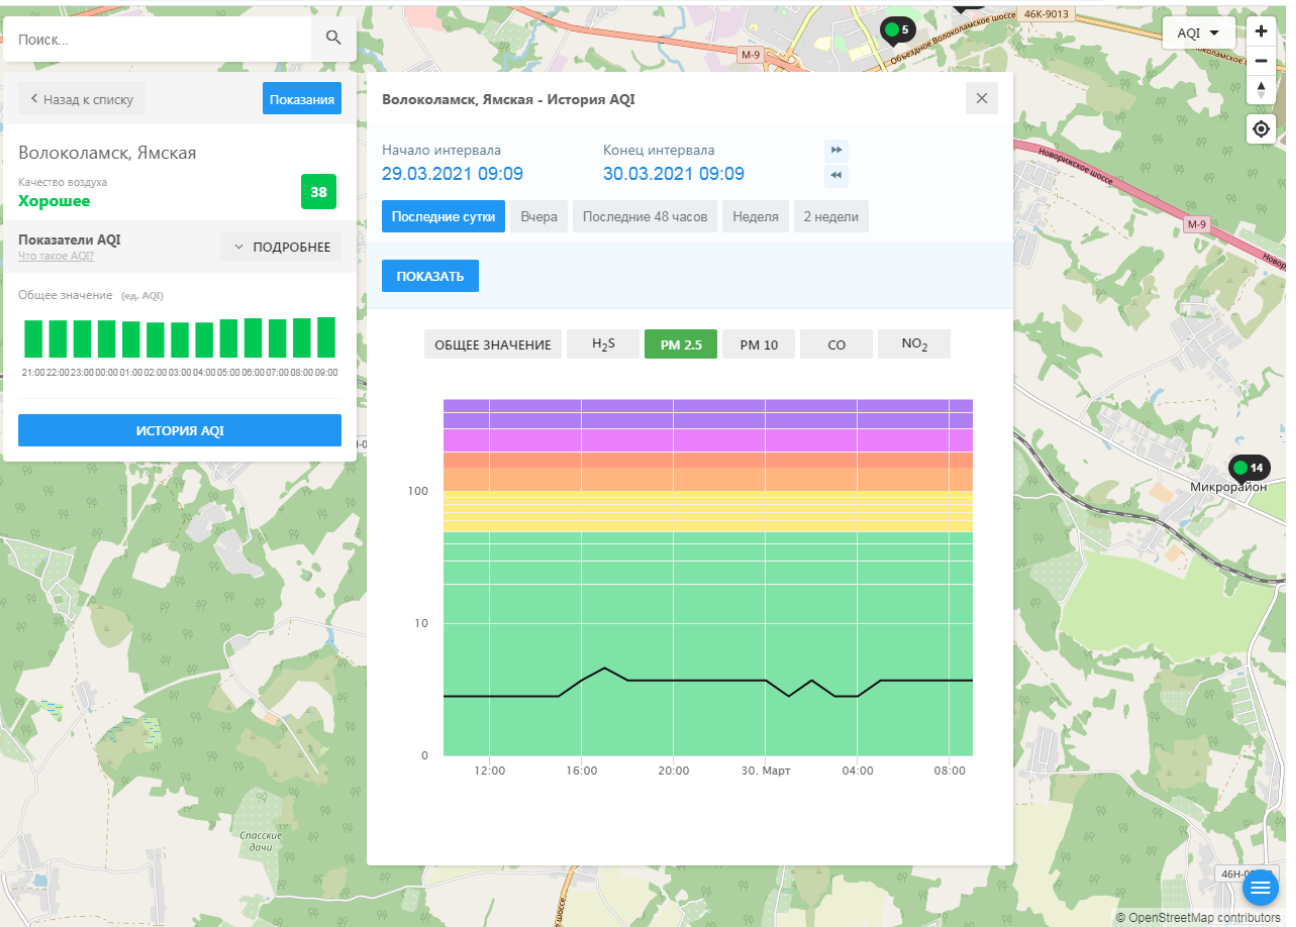 46K-9013
Объездное Волоколамское шоссе
5
M-9
AQI
+
−
Поиск...
Назад к списку
Показания
Волоколамск, Ямская
Качество воздуха
Хорошее
38
Показатели AQI
Что такое AQI?
ПОДРОБНЕЕ
Общее значение (ед. AQI)
21:00 22:00 23:00 00:00 01:00 02:00 03:00 04:00 05:00 06:00 07:00 08:00 09:00
ИСТОРИЯ AQI
Волоколамск, Ямская - История AQI
Начало интервала
29.03.2021 09:09
Конец интервала
30.03.2021 09:09
Последние сутки
Вчера
Последние 48 часов
Неделя
2 недели
ПОКАЗАТЬ
ОБЩЕЕ ЗНАЧЕНИЕ
H2S
PM 2.5
PM 10
CO
NO2
100
10
0
12:00
16:00
20:00
30. Март
04:00
08:00
Новорижское шоссе
M-9
14
Микрорайон
Спасские
дачи
© OpenStreetMap contributors